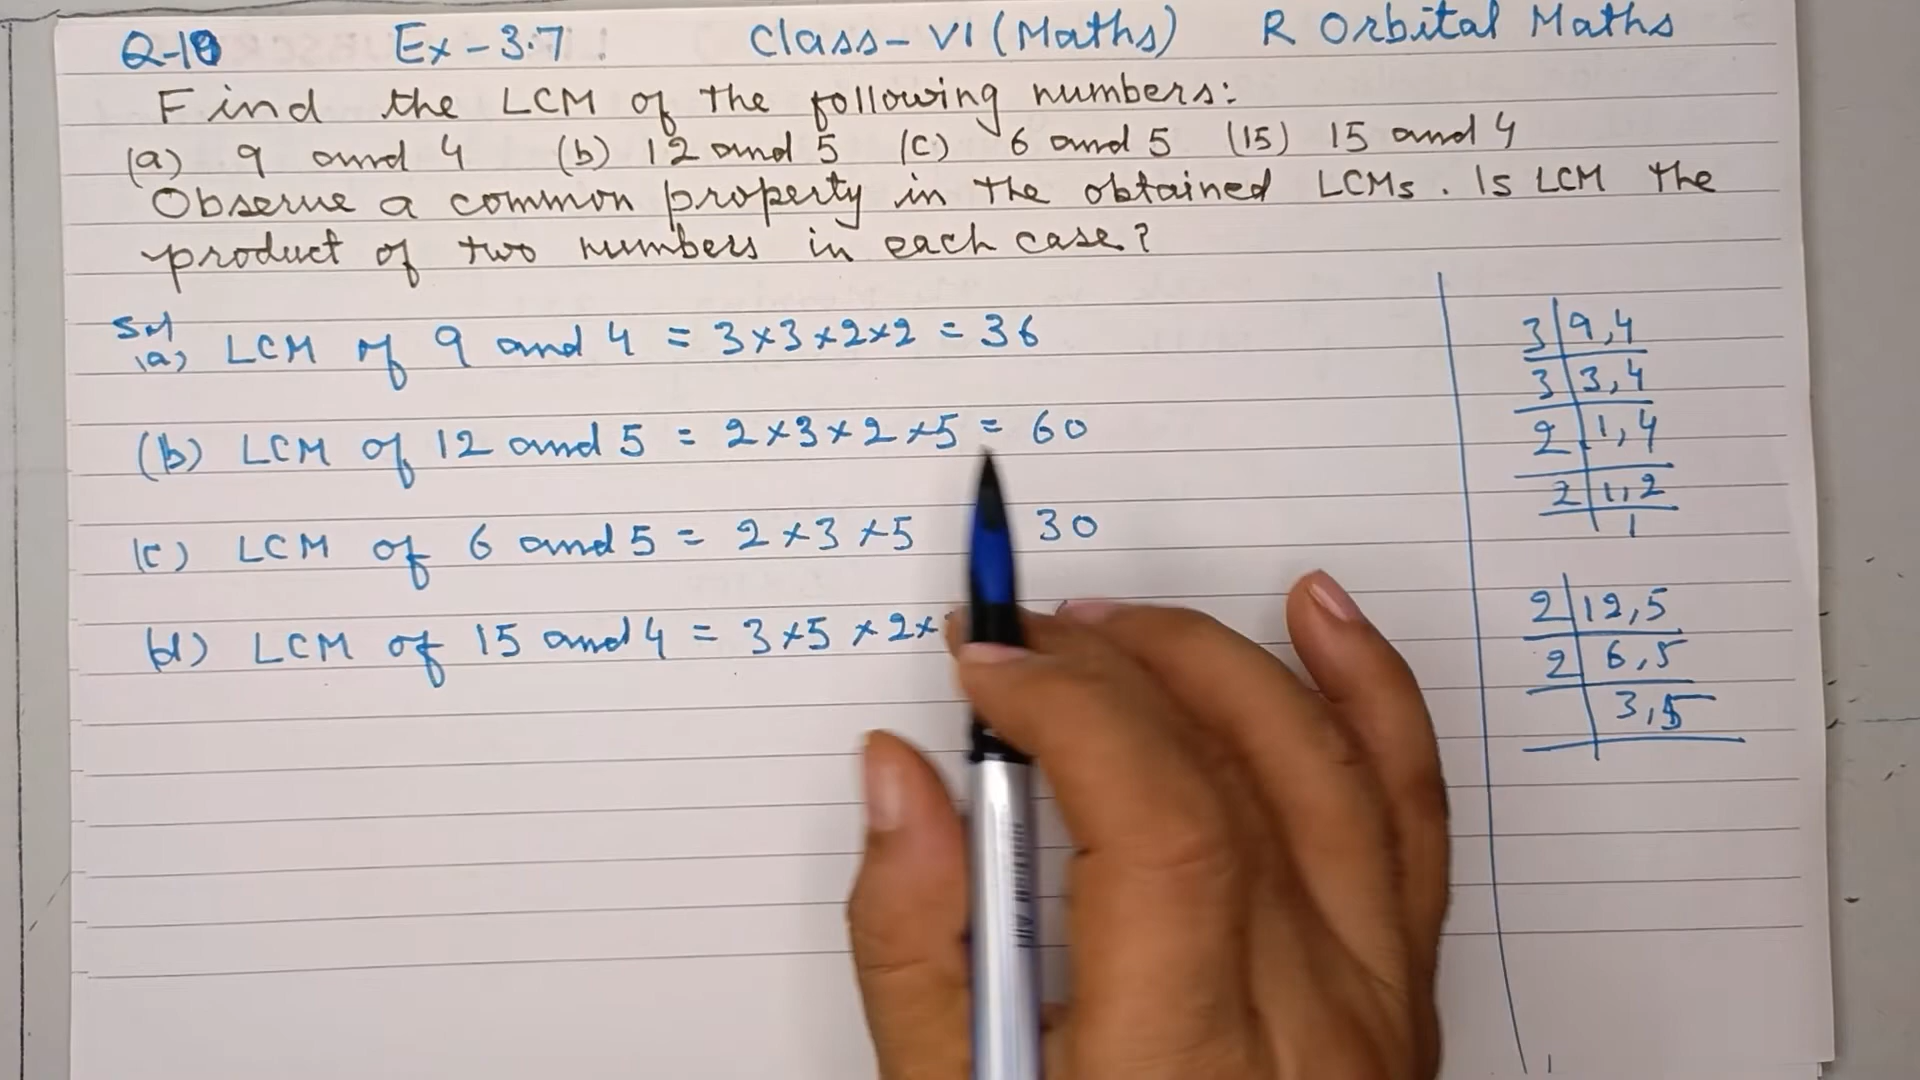 Q-10 Ex-3.7 Class-VI (Maths) R Orbital Maths
Find the LCM of the following numbers:
(a) 9 and 4 (b) 12 and 5 (c) 6 and 5 (15) 15 and 4
Observe a common property in the obtained LCMs. Is LCM the
product of two numbers in each case?
Sol
(a) LCM of 9 and 4 = 3×3×2×2 = 36
(b) LCM of 12 and 5 = 2×3×2×5 = 60
(c) LCM of 6 and 5 = 2×3×5 30
(d) LCM of 15 and 4 = 3×5×2×
3 | 9,4
3 | 3,4
2 | 1,4
2 | 1,2
1
2 | 12,5
2 | 6,5
3,5